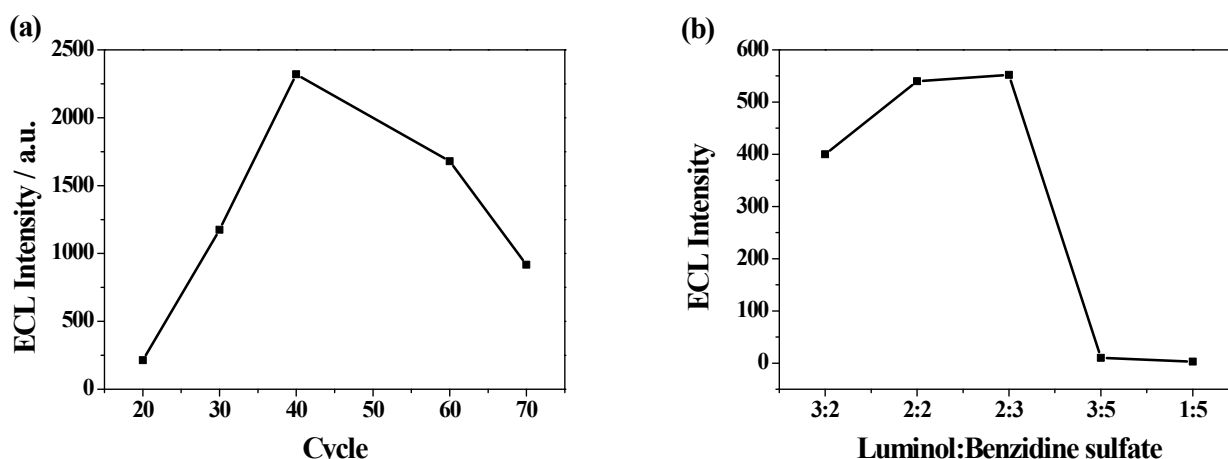 (a)
ECL Intensity / a.u.
2500
2000
1500
1000
500
0
20 30 40 50 60 70
Cycle
(b)
ECL Intensity
600
500
400
300
200
100
0
3:2 2:2 2:3 3:5 1:5
Luminol:Benzidine sulfate